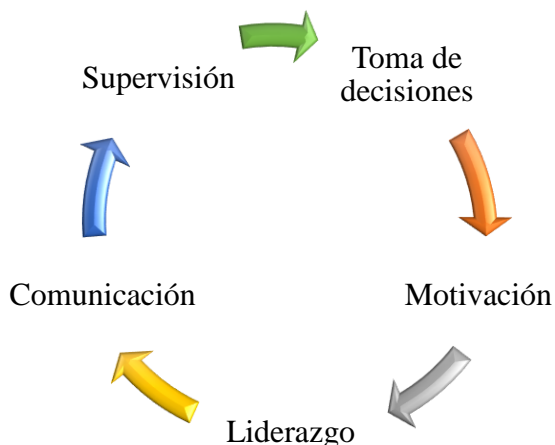 Toma de
decisiones
Motivación
Liderazgo
Comunicación
Supervisión